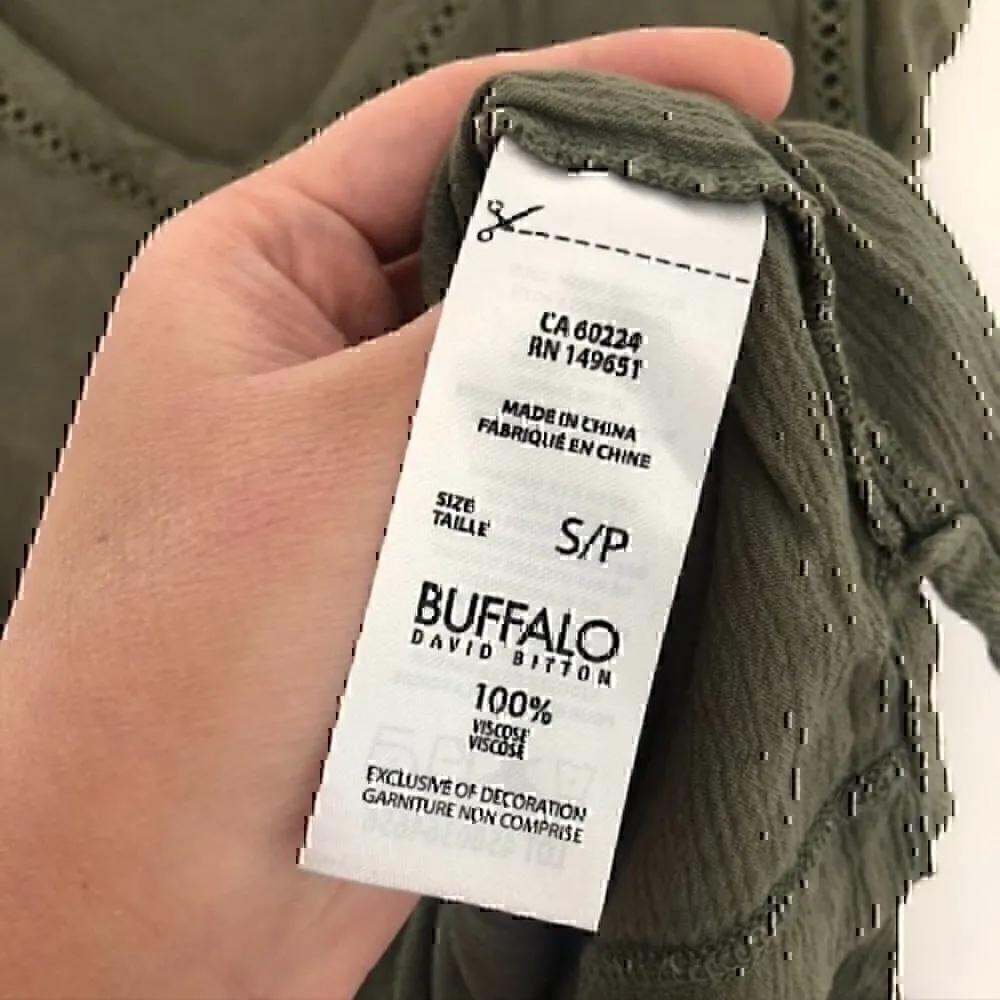 CA 60224
RN 149651
MADE IN CHINA
FABRIQUÉ EN CHINE
SIZE
TAILLE
S/P
BUFFALO
DAVID BITTON
100%
VISCOSE
VISCOSE
EXCLUSIVE OF DECORATION
GARNITURE NON COMPRISE